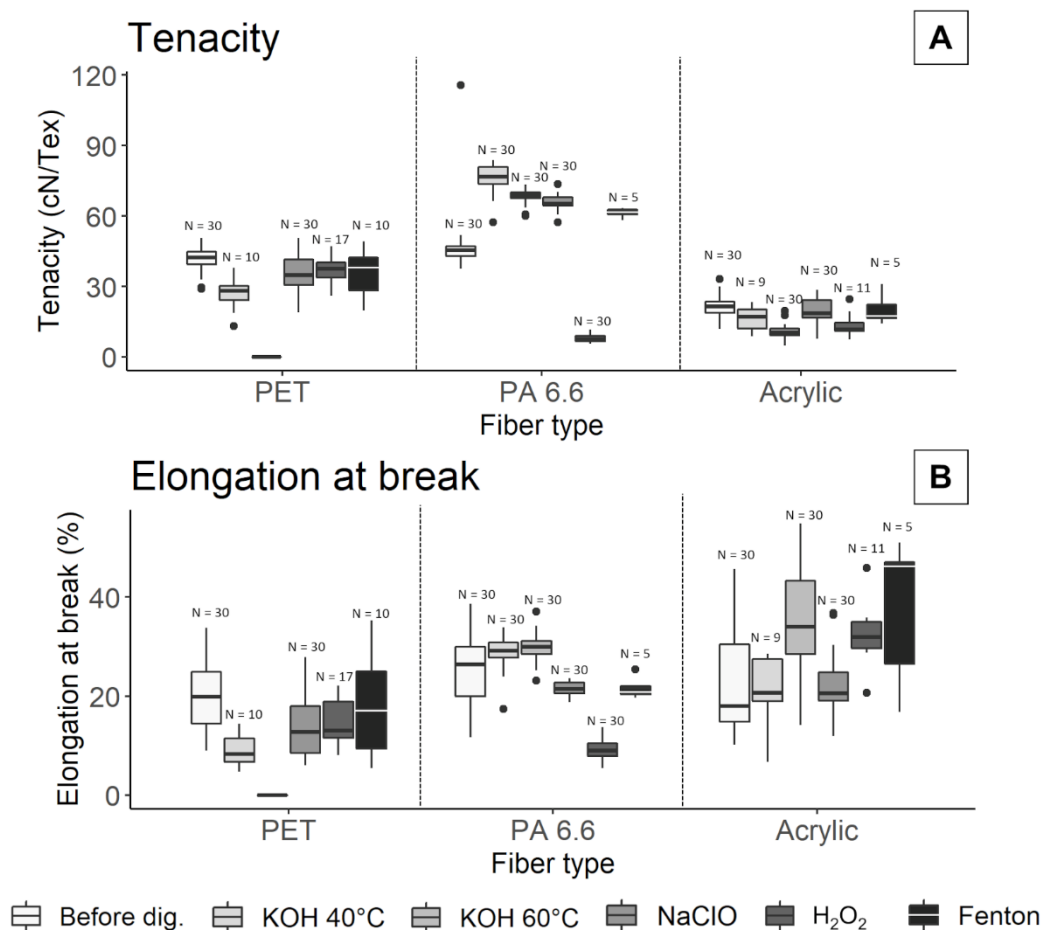 Tenacity
A
Tenacity (cN/Tex)
120
90
60
30
0
N = 30
N = 10
N = 30
N = 17
N = 10
N = 30
N = 30
N = 30
N = 30
N = 30
N = 5
N = 30
N = 9
N = 30
N = 30
N = 11
N = 5
PET
PA 6.6
Acrylic
Fiber type
Elongation at break
B
Elongation at break (%)
40
20
0
N = 30
N = 10
N = 30
N = 17
N = 10
N = 30
N = 30
N = 30
N = 30
N = 30
N = 5
N = 30
N = 9
N = 30
N = 30
N = 11
N = 5
PET
PA 6.6
Acrylic
Fiber type
Before dig. KOH 40°C KOH 60°C NaClO H₂O₂ Fenton